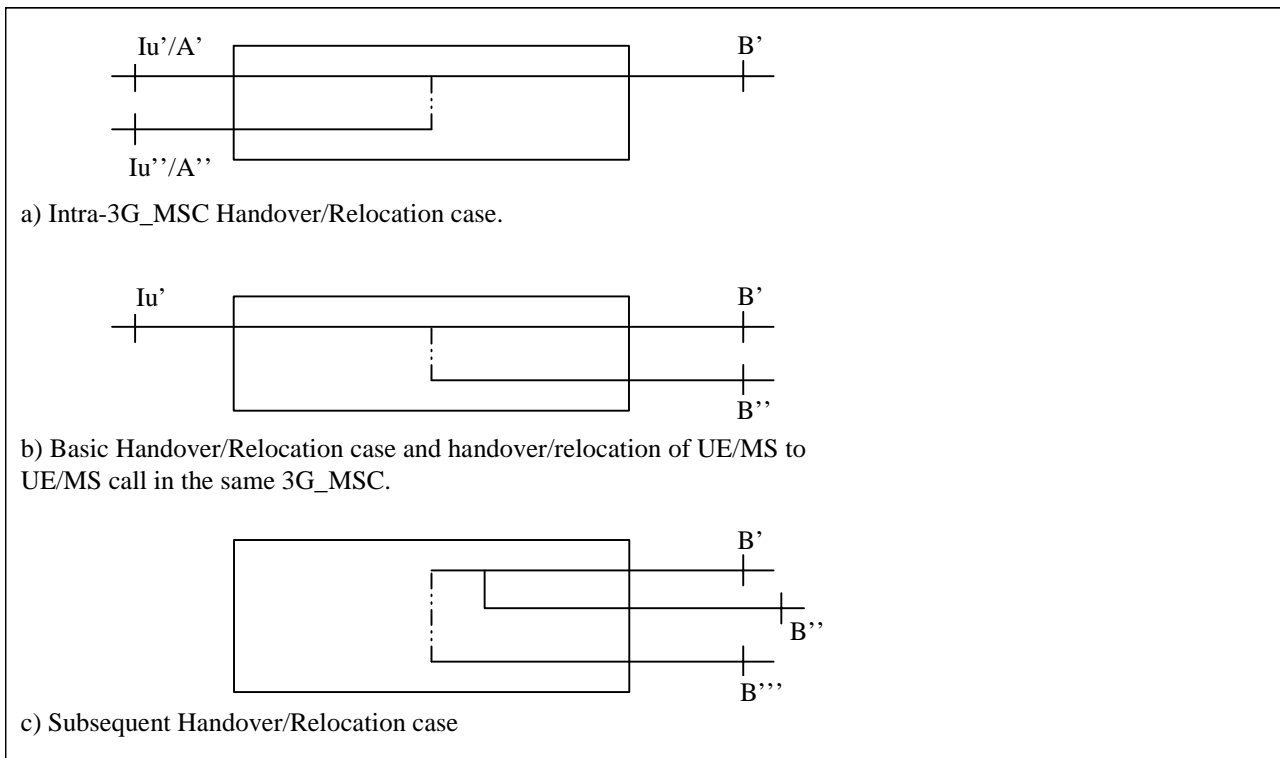 Iu’/A’
B’
Iu’’/A’’
a) Intra-3G_MSC Handover/Relocation case.
Iu’
B’
B’’
b) Basic Handover/Relocation case and handover/relocation of UE/MS to
UE/MS call in the same 3G_MSC.
B’
B’’
B’’’
c) Subsequent Handover/Relocation case